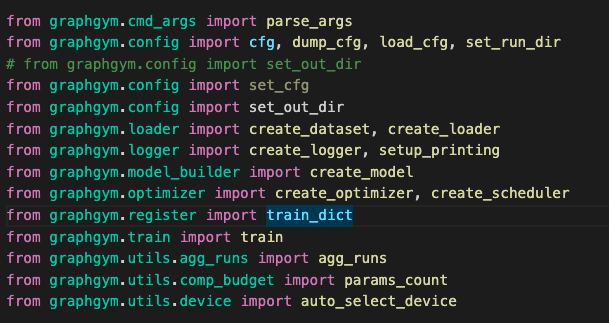 from graphgym.cmd_args import parse_args
from graphgym.config import cfg, dump_cfg, load_cfg, set_run_dir
# from graphgym.config import set_out_dir
from graphgym.config import set_cfg
from graphgym.config import set_out_dir
from graphgym.loader import create_dataset, create_loader
from graphgym.logger import create_logger, setup_printing
from graphgym.model_builder import create_model
from graphgym.optimizer import create_optimizer, create_scheduler
from graphgym.register import train_dict
from graphgym.train import train
from graphgym.utils.agg_runs import agg_runs
from graphgym.utils.comp_budget import params_count
from graphgym.utils.device import auto_select_device